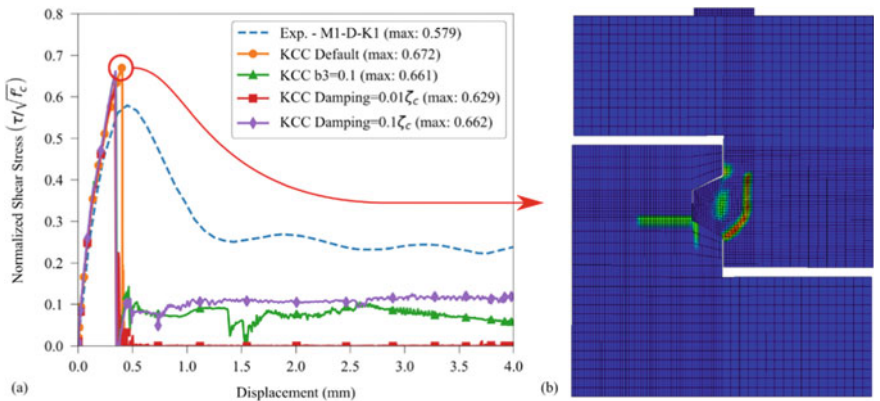 Exp. - M1-D-K1 (max: 0.579)
KCC Default (max: 0.672)
KCC b3=0.1 (max: 0.661)
KCC Damping=0.01ζc (max: 0.629)
KCC Damping=0.1ζc (max: 0.662)
Normalized Shear Stress (τ/√f'c)
0.8
0.7
0.6
0.5
0.4
0.3
0.2
0.1
0.0
0.0 0.5 1.0 1.5 2.0 2.5 3.0 3.5 4.0
Displacement (mm)
(a)
(b)